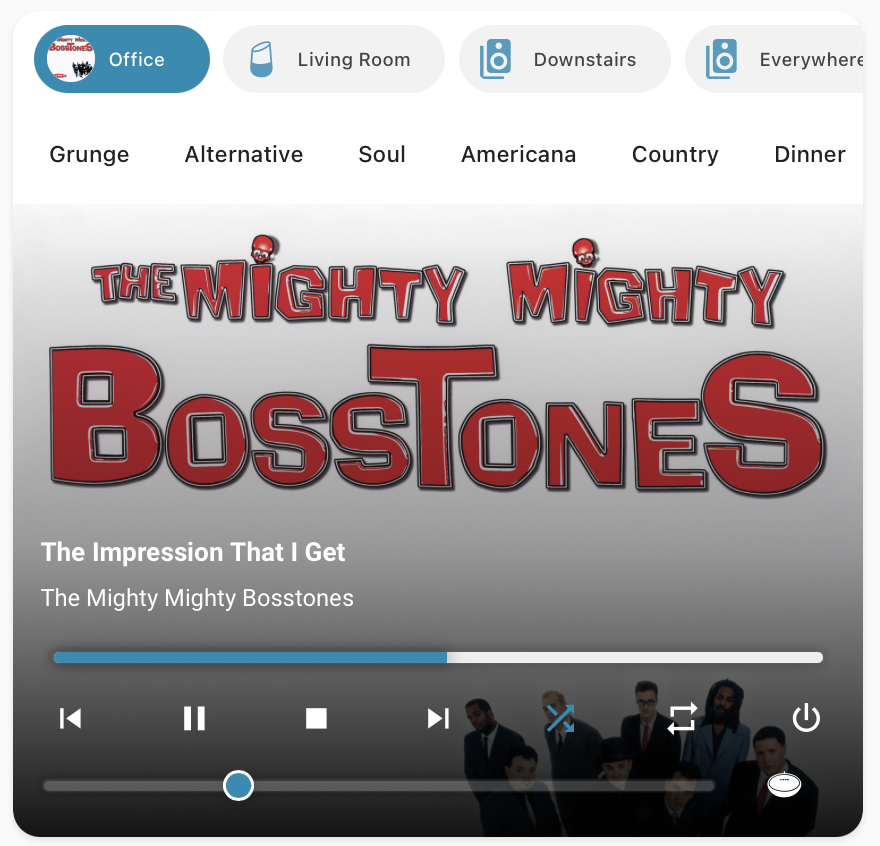 Office
Living Room
Downstairs
Everywhere
Grunge
Alternative
Soul
Americana
Country
Dinner
THE MIGHTY MIGHTY
BOSSTONES
The Impression That I Get
The Mighty Mighty Bosstones